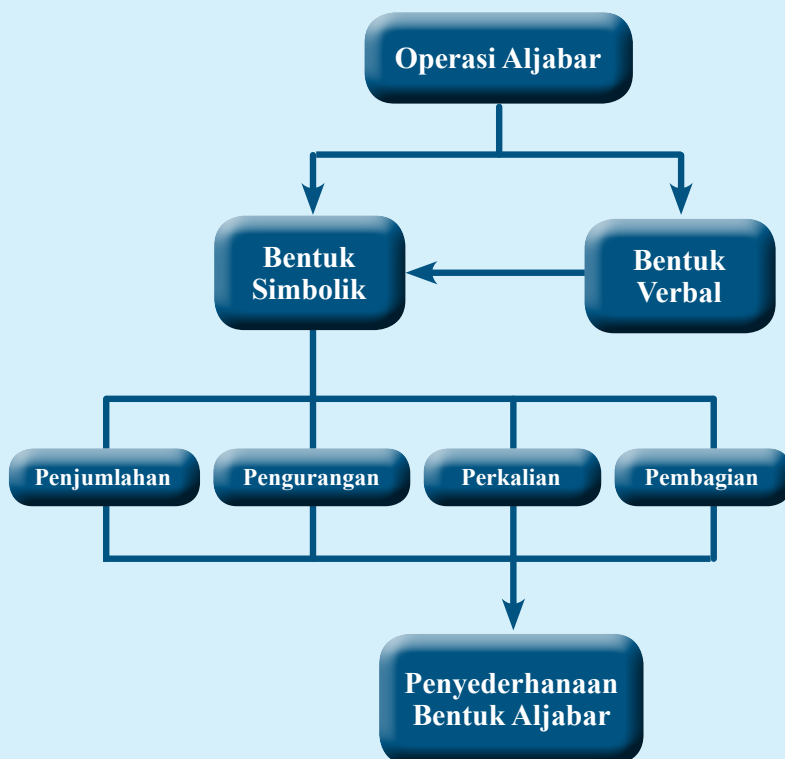 Operasi Aljabar
Bentuk
Simbolik
Bentuk
Verbal
Penjumlahan
Pengurangan
Perkalian
Pembagian
Penyederhanaan
Bentuk Aljabar